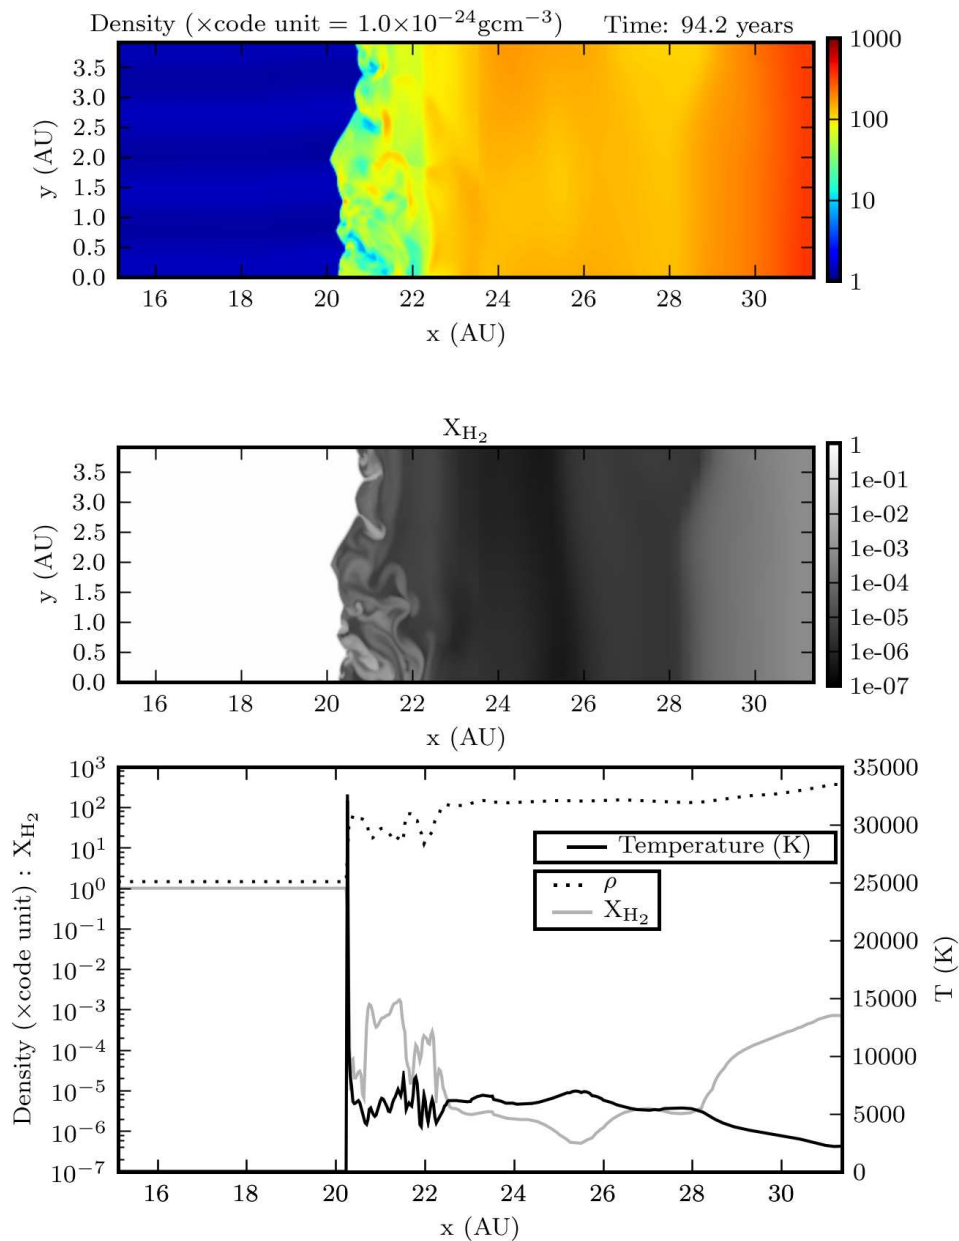 Density (×code unit = 1.0×10⁻²⁴gcm⁻³) Time: 94.2 years
3.5
3.0
2.5
2.0
1.5
1.0
0.5
0.0
y (AU)
16 18 20 22 24 26 28 30
x (AU)
1000
100
10
1
X_H₂
3.5
3.0
2.5
2.0
1.5
1.0
0.5
0.0
y (AU)
16 18 20 22 24 26 28 30
x (AU)
1
1e-01
1e-02
1e-03
1e-04
1e-05
1e-06
1e-07
10³
10²
10¹
10⁰
10⁻¹
10⁻²
10⁻³
10⁻⁴
10⁻⁵
10⁻⁶
10⁻⁷
Density (×code unit) : X_H₂
Temperature (K)
ρ
X_H₂
35000
30000
25000
20000
15000
10000
5000
0
T (K)
16 18 20 22 24 26 28 30
x (AU)